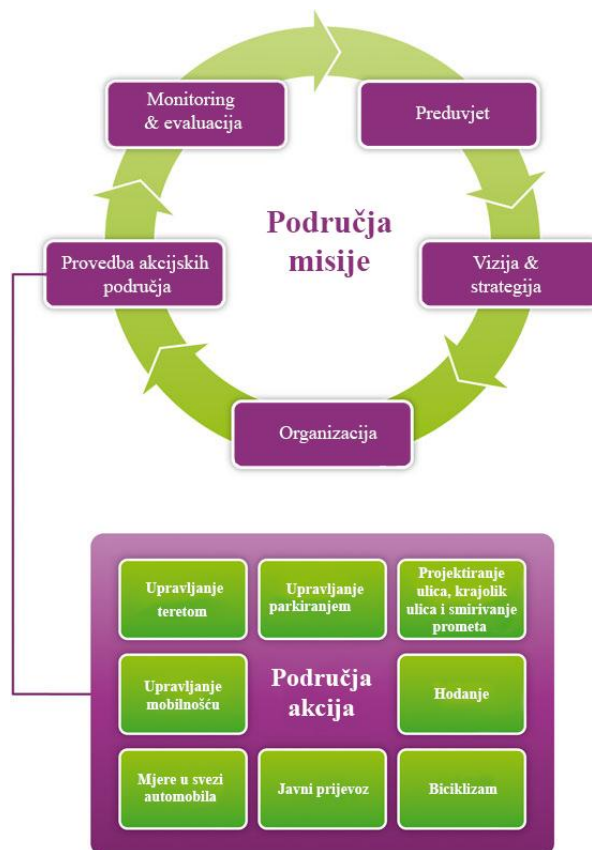 Monitoring
& evaluacija
Preduvjet
Područja
misije
Provedba akcijskih
područja
Vizija &
strategija
Organizacija
Upravljanje
teretom
Upravljanje
parkiranjem
Projektiranje
ulica, krajolik
ulica i smirivanje
prometa
Upravljanje
mobilnošću
Područja
akcija
Hodanje
Mjere u svezi
automobila
Javni prijevoz
Biciklizam